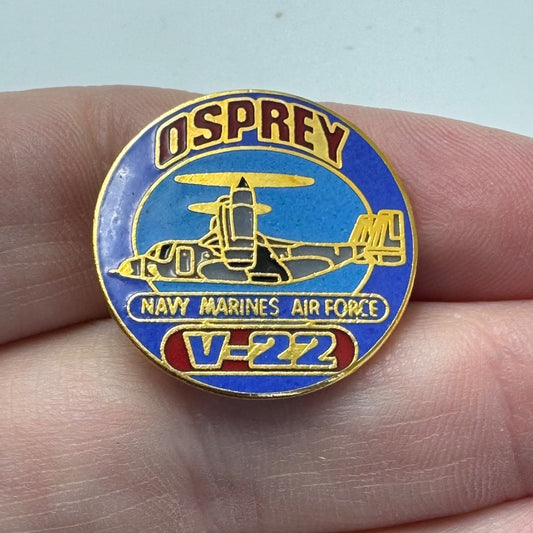 OSPREY
NAVY MARINES AIR FORCE
V-22